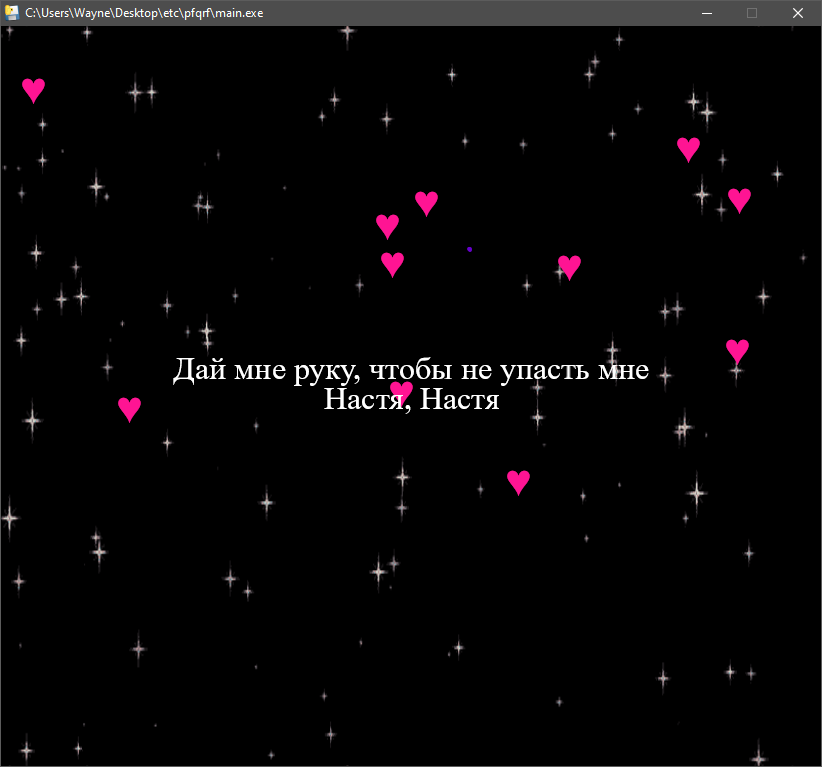 C:\Users\Wayne\Desktop\etc\pfqrf\main.exe
Дай мне руку, чтобы не упасть мне
Настя, Настя